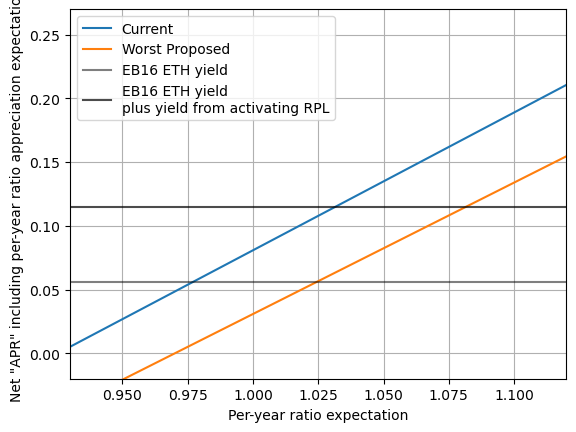 Current
Worst Proposed
EB16 ETH yield
EB16 ETH yield
plus yield from activating RPL
Net "APR" including per-year ratio appreciation expectatio
0.25
0.20
0.15
0.10
0.05
0.00
0.950 0.975 1.000 1.025 1.050 1.075 1.100
Per-year ratio expectation